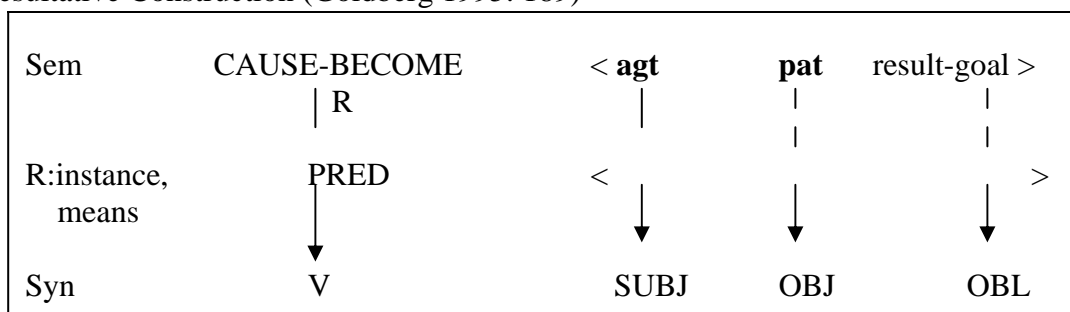 esultative Construction (Goldberg 1995: 189)
Sem CAUSE-BECOME < agt pat result-goal >
R
R:instance, PRED < >
means
Syn V SUBJ OBJ OBL